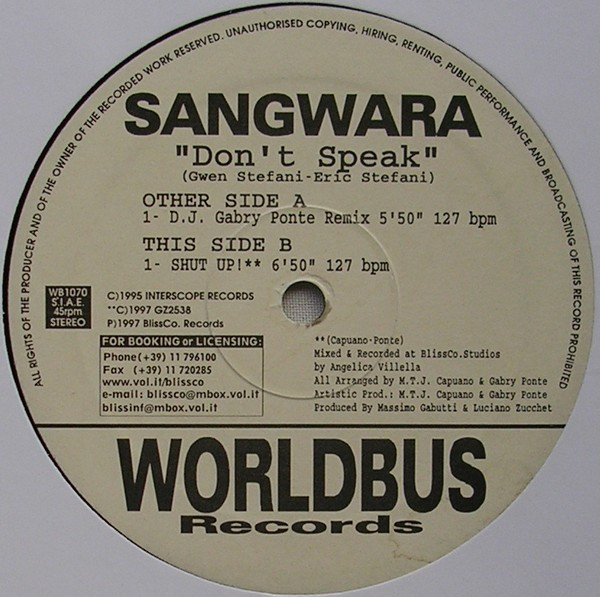 ALL RIGHTS OF THE PRODUCER AND OF THE OWNER OF THE RECORDED WORK RESERVED. UNAUTHORISED COPYING, HIRING, RENTING, PUBLIC PERFORMANCE AND BROADCASTING OF THIS RECORD PROHIBITED
SANGWARA
"Don't Speak"
(Gwen Stefani-Eric Stefani)
OTHER SIDE A
1- D.J. Gabry Ponte Remix 5'50" 127 bpm
THIS SIDE B
1- SHUT UP!** 6'50" 127 bpm
WB1070
S.I.A.E.
45rpm
STEREO
C)1995 INTERSCOPE RECORDS
**C)1997 GZ2538
P)1997 BlissCo. Records
FOR BOOKING or LICENSING:
Phone(+39) 11 796100
Fax (+39) 11 720285
www.vol.it/blissco
e-mail: blissco@mbox.vol.it
blissinf@mbox.vol.it
**(Capuano-Ponte)
Mixed & Recorded at BlissCo.Studios
by Angelica Villella
All Arranged by M.T.J. Capuano & Gabry Ponte
Artistic Prod.: M.T.J. Capuano & Gabry Ponte
Produced By Massimo Gabutti & Luciano Zucchet
WORLDBUS
Records